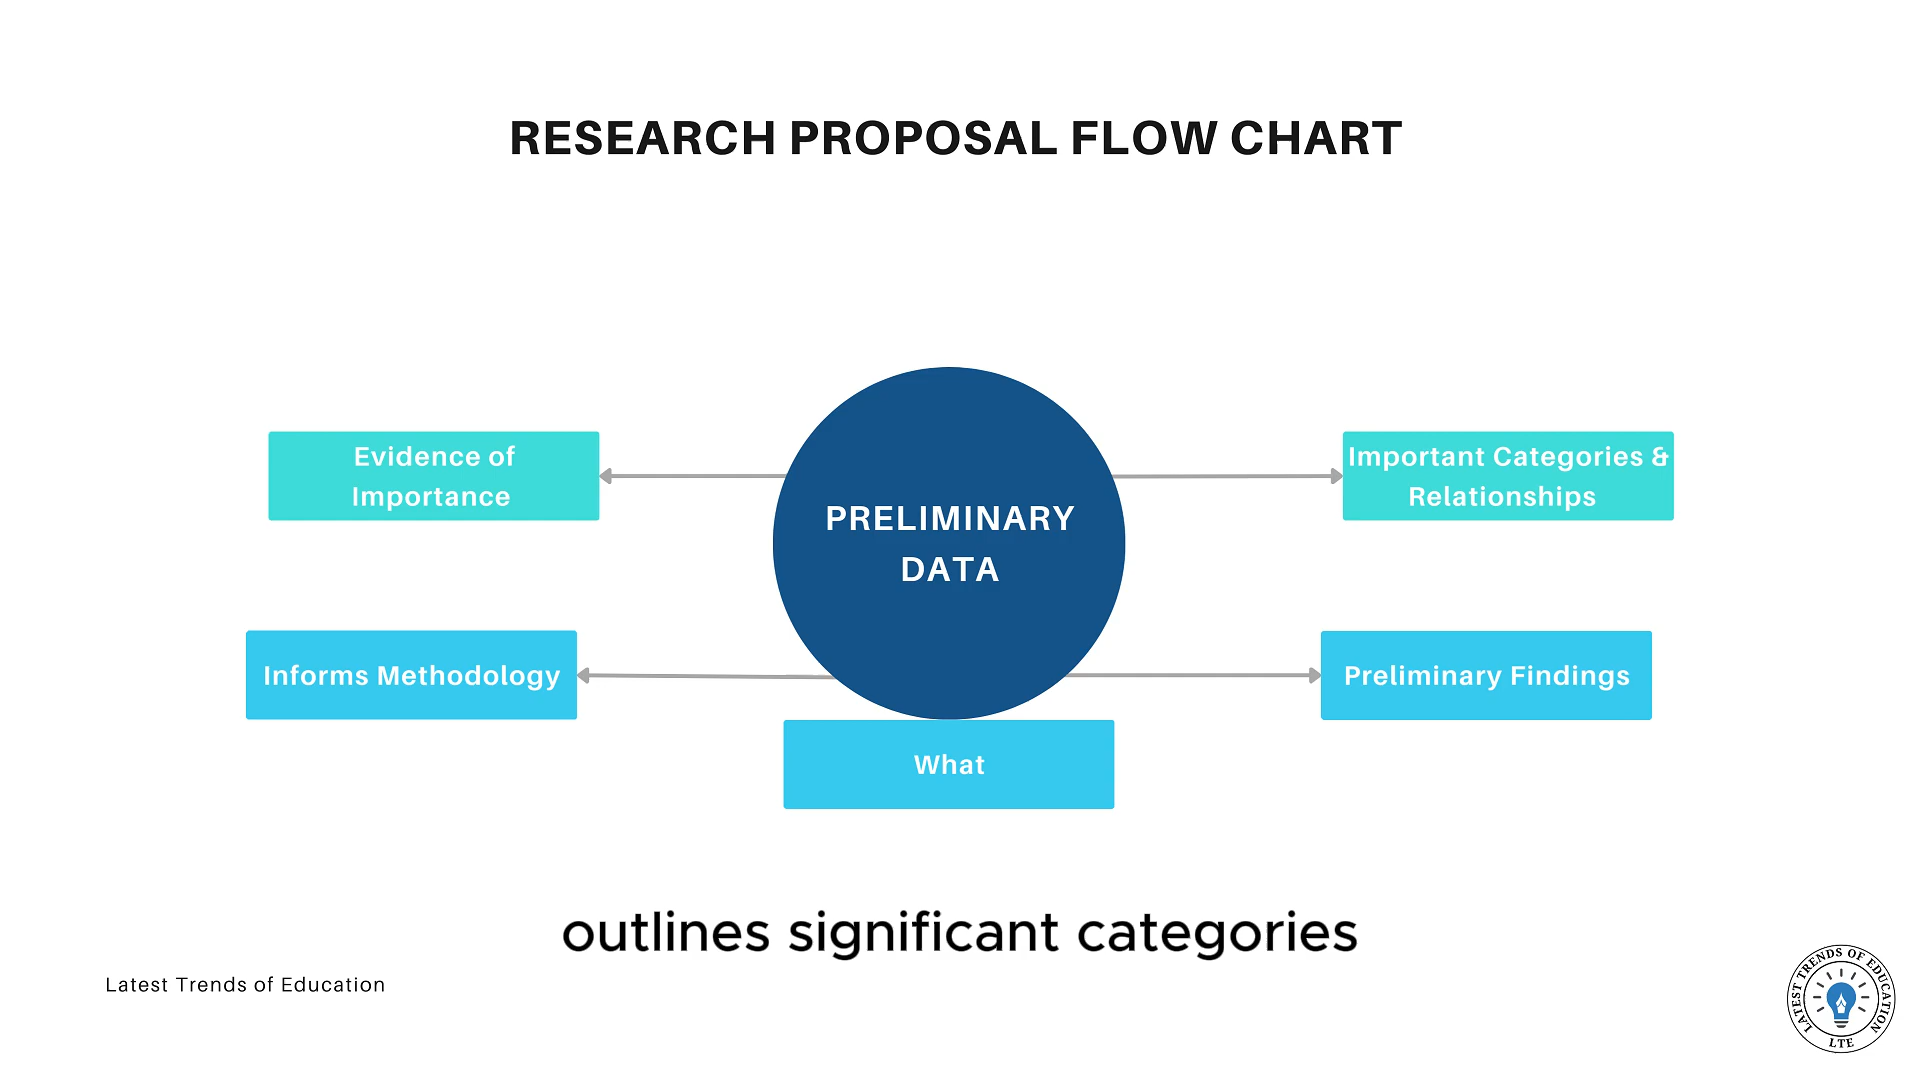 RESEARCH PROPOSAL FLOW CHART
Evidence of
Importance
Important Categories &
Relationships
PRELIMINARY
DATA
Informs Methodology
Preliminary Findings
What
outlines significant categories
Latest Trends of Education
LATEST TRENDS OF EDUCATION
LTE